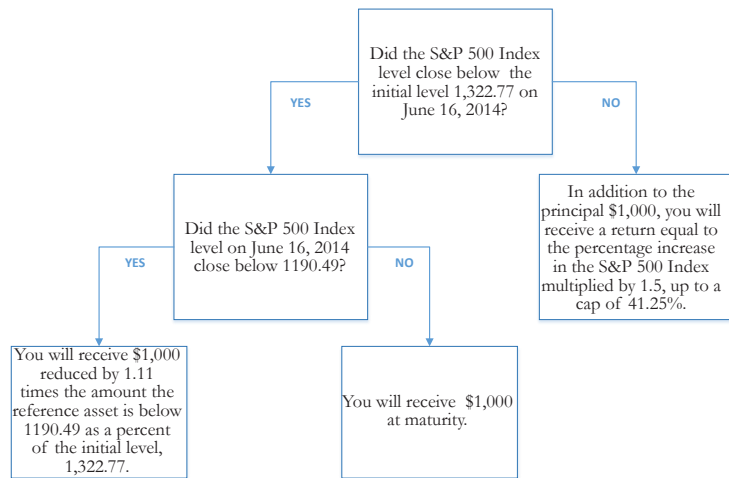 Did the S&P 500 Index
level close below the
initial level 1,322.77 on
June 16, 2014?
YES
NO
Did the S&P 500 Index
level on June 16, 2014
close below 1190.49?
In addition to the
principal $1,000, you will
receive a return equal to
the percentage increase
in the S&P 500 Index
multiplied by 1.5, up to a
cap of 41.25%.
YES
NO
You will receive $1,000
reduced by 1.11
times the amount the
reference asset is below
1190.49 as a percent
of the initial level,
1,322.77.
You will receive $1,000
at maturity.